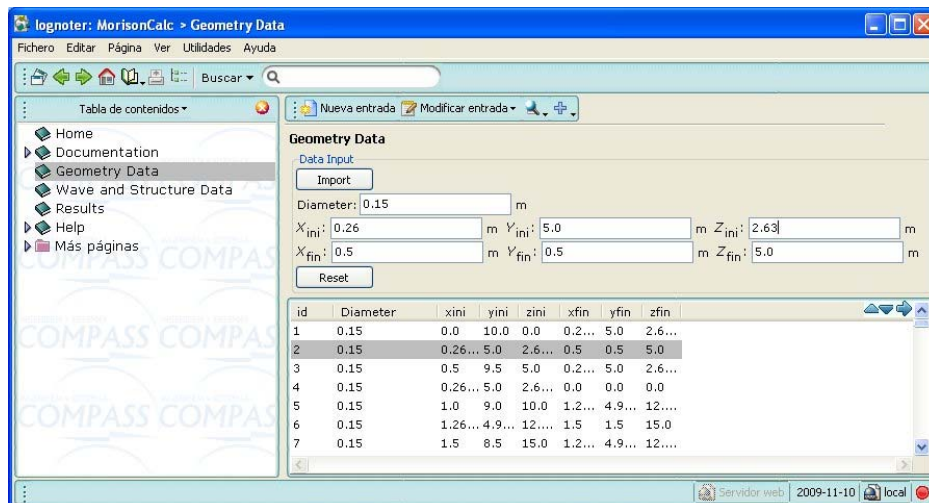 lognoter: MorisonCalc > Geometry Data
Fichero Editar Página Ver Utilidades Ayuda
Buscar
Tabla de contenidos
Nueva entrada Modificar entrada
Home
Documentation
Geometry Data
Wave and Structure Data
Results
Help
Más páginas
COMPASS COMPASS
COMPASS COMPASS
COMPASS COMPASS
Geometry Data
Data Input
Import
Diameter: 0.15 m
Xini: 0.26 m Yini: 5.0 m Zini: 2.63 m
Xfin: 0.5 m Yfin: 0.5 m Zfin: 5.0 m
Reset
id Diameter xini yini zini xfin yfin zfin
1 0.15 0.0 10.0 0.0 0.2... 5.0 2.6...
2 0.15 0.26... 5.0 2.6... 0.5 0.5 5.0
3 0.15 0.5 9.5 5.0 0.2... 5.0 2.6...
4 0.15 0.26... 5.0 2.6... 0.0 0.0 0.0
5 0.15 1.0 9.0 10.0 1.2... 4.9... 12....
6 0.15 1.26... 4.9... 12.... 1.5 1.5 15.0
7 0.15 1.5 8.5 15.0 1.2... 4.9... 12....
Servidor web 2009-11-10 local